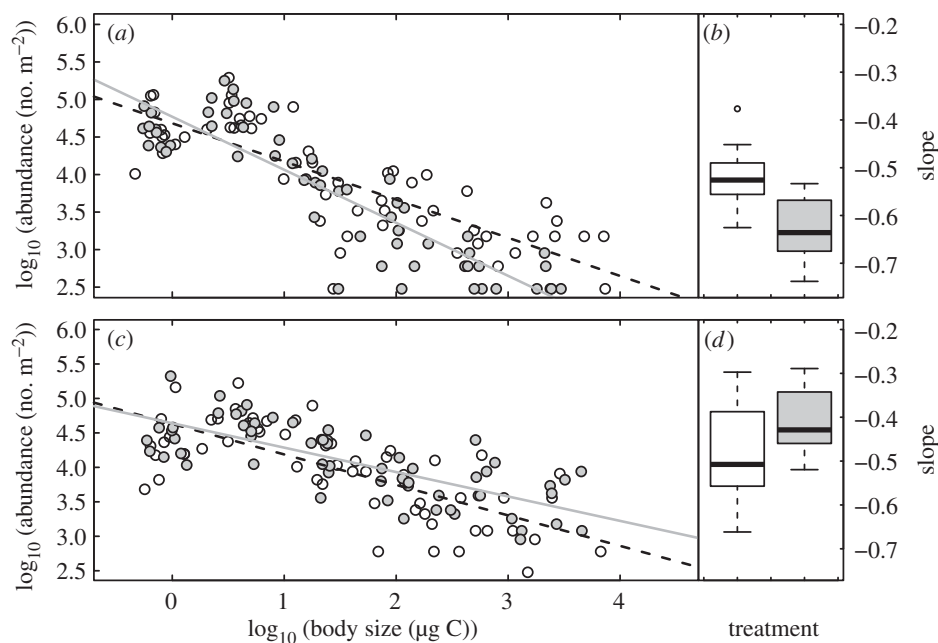 (a)
(b)
log10 (abundance (no. m−2))
6.0
5.5
5.0
4.5
4.0
3.5
3.0
2.5
−0.2
−0.3
−0.4
−0.5
−0.6
−0.7
slope
(c)
(d)
log10 (abundance (no. m−2))
6.0
5.5
5.0
4.5
4.0
3.5
3.0
2.5
−0.2
−0.3
−0.4
−0.5
−0.6
−0.7
slope
0 1 2 3 4
log10 (body size (µg C))
treatment